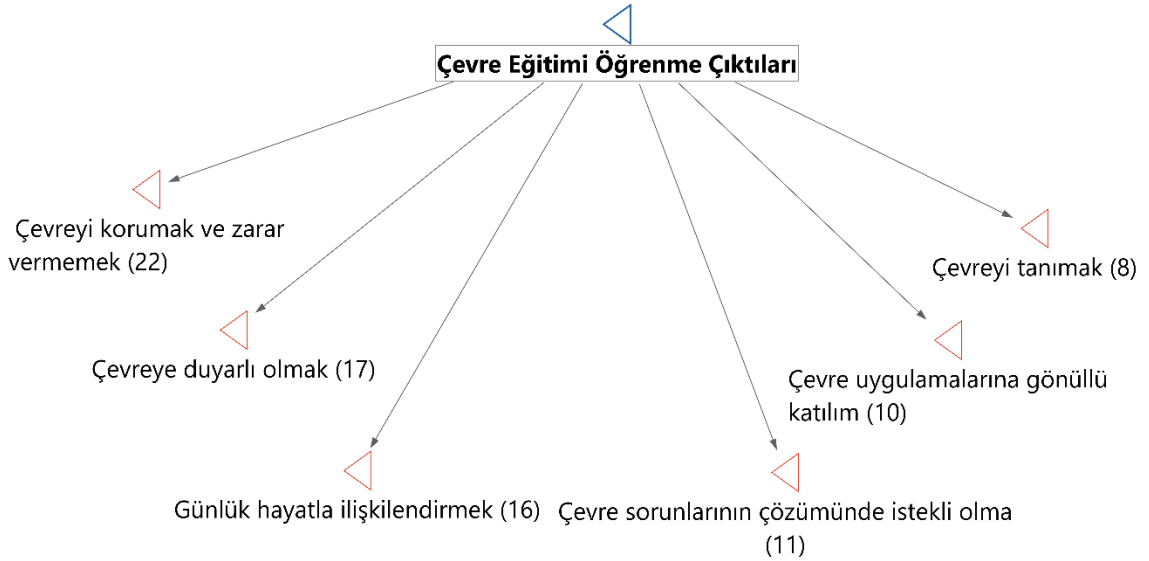 Çevre Eğitimi Öğrenme Çıktıları
Çevreyi korumak ve zarar
vermemek (22)
Çevreyi tanımak (8)
Çevreye duyarlı olmak (17)
Çevre uygulamalarına gönüllü
katılım (10)
Günlük hayatla ilişkilendirmek (16)
Çevre sorunlarının çözümünde istekli olma
(11)